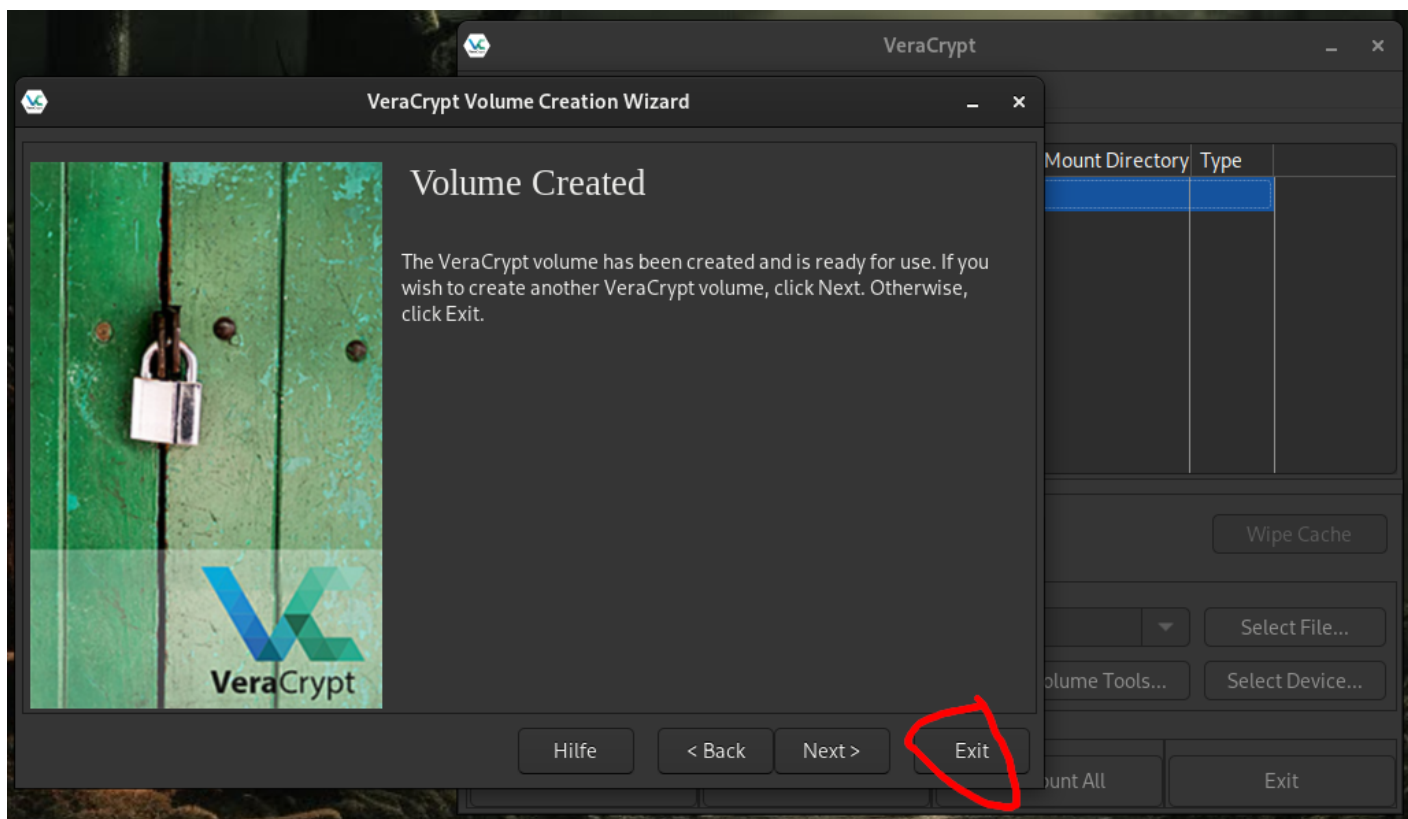 VeraCrypt
VeraCrypt Volume Creation Wizard
Mount Directory Type
Volume Created
The VeraCrypt volume has been created and is ready for use. If you
wish to create another VeraCrypt volume, click Next. Otherwise,
click Exit.
Wipe Cache
Select File...
olume Tools...
Select Device...
VeraCrypt
Hilfe
< Back
Next >
Exit
ount All
Exit